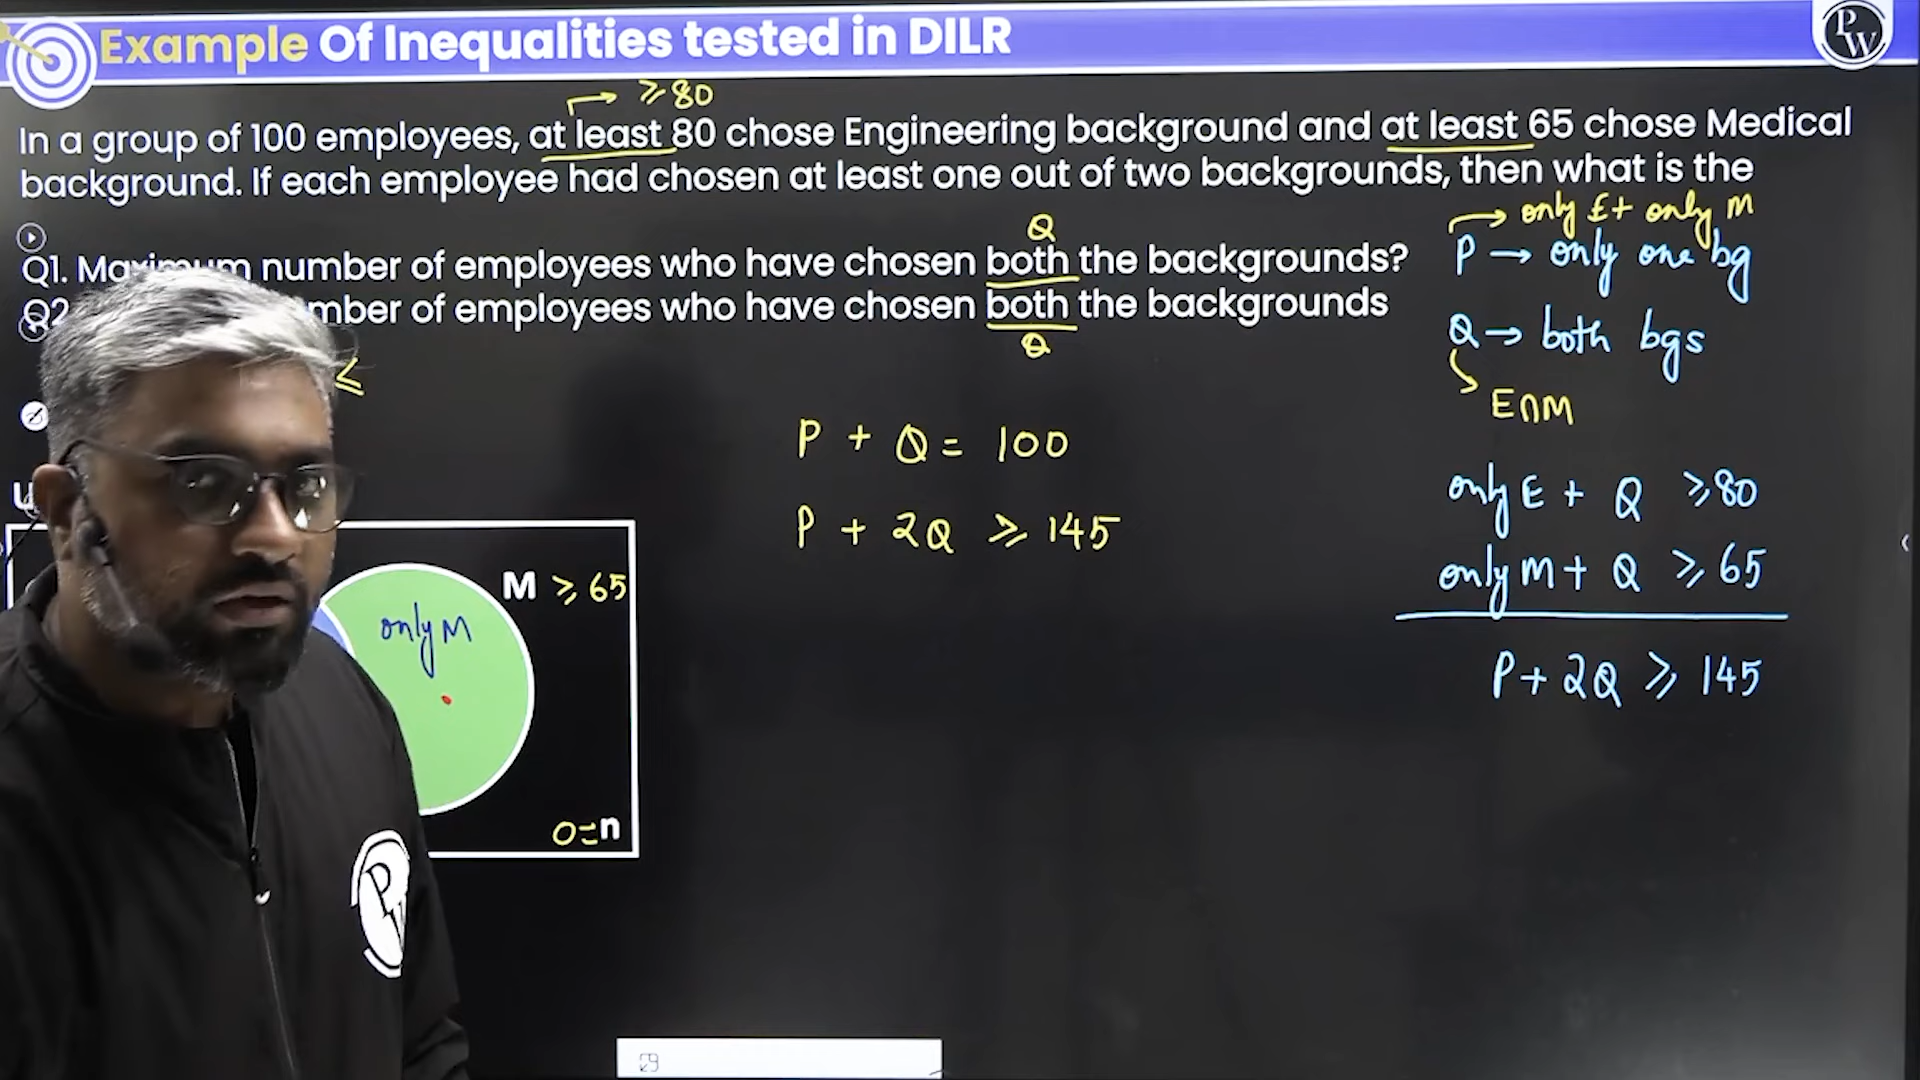 Example Of Inequalities tested in DILR
PW
≥ 80
In a group of 100 employees, at least 80 chose Engineering background and at least 65 chose Medical
background. If each employee had chosen at least one out of two backgrounds, then what is the
Q1. Maximum number of employees who have chosen both the backgrounds?
Q
Q2 mber of employees who have chosen both the backgrounds
Q
≤
only E + only M
P → only one bg
Q → both bgs
E∩M
P + Q = 100
P + 2Q ≥ 145
only E + Q ≥ 80
only M + Q ≥ 65
P + 2Q ≥ 145
M ≥ 65
only M
0=n
PW